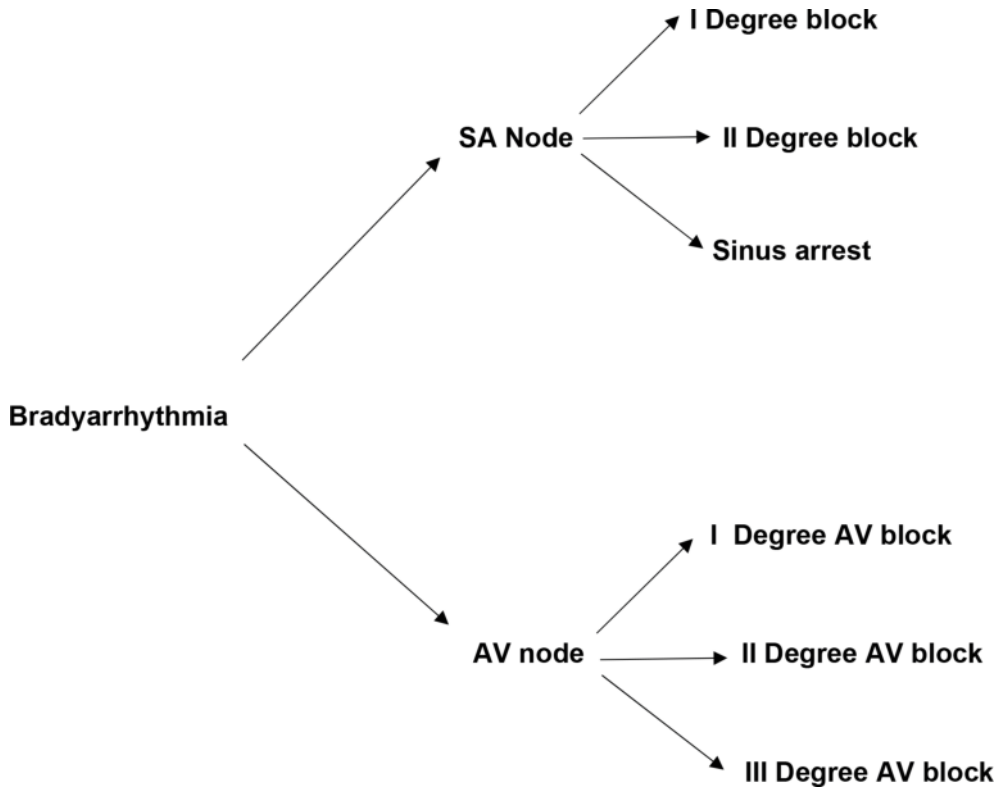 I Degree block
SA Node
II Degree block
Sinus arrest
Bradyarrhythmia
I Degree AV block
AV node
II Degree AV block
III Degree AV block